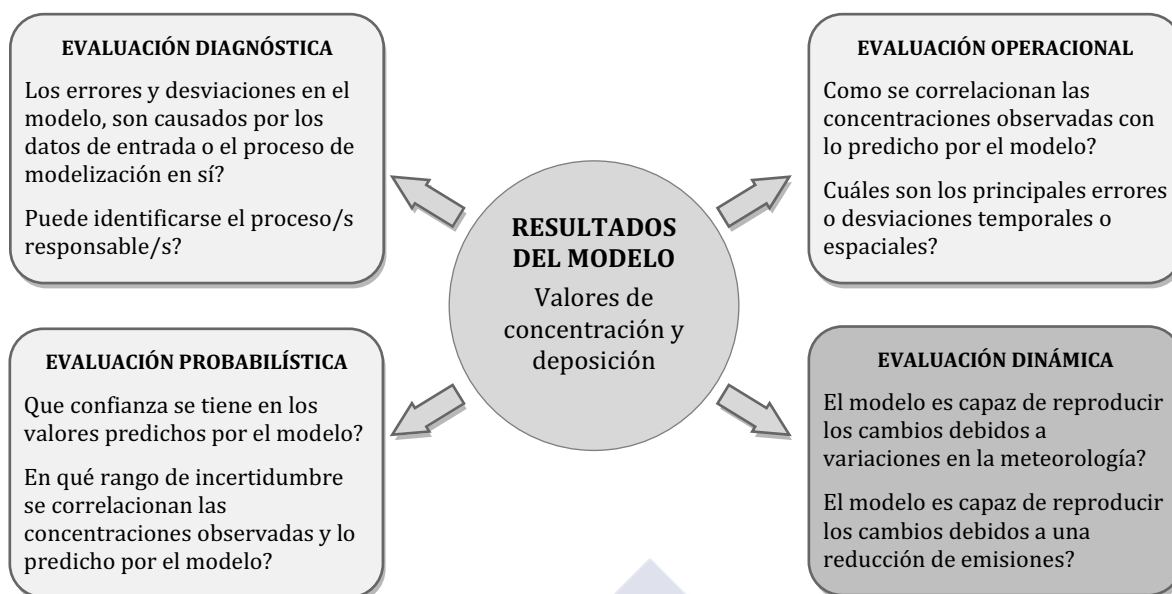 EVALUACIÓN DIAGNÓSTICA
Los errores y desviaciones en el
modelo, son causados por los
datos de entrada o el proceso de
modelización en sí?
Puede identificarse el proceso/s
responsable/s?
EVALUACIÓN OPERACIONAL
Como se correlacionan las
concentraciones observadas con
lo predicho por el modelo?
Cuáles son los principales errores
o desviaciones temporales o
espaciales?
RESULTADOS
DEL MODELO
Valores de
concentración y
deposición
EVALUACIÓN PROBABILÍSTICA
Que confianza se tiene en los
valores predichos por el modelo?
En qué rango de incertidumbre
se correlacionan las
concentraciones observadas y lo
predicho por el modelo?
EVALUACIÓN DINÁMICA
El modelo es capaz de reproducir
los cambios debidos a
variaciones en la meteorología?
El modelo es capaz de reproducir
los cambios debidos a una
reducción de emisiones?